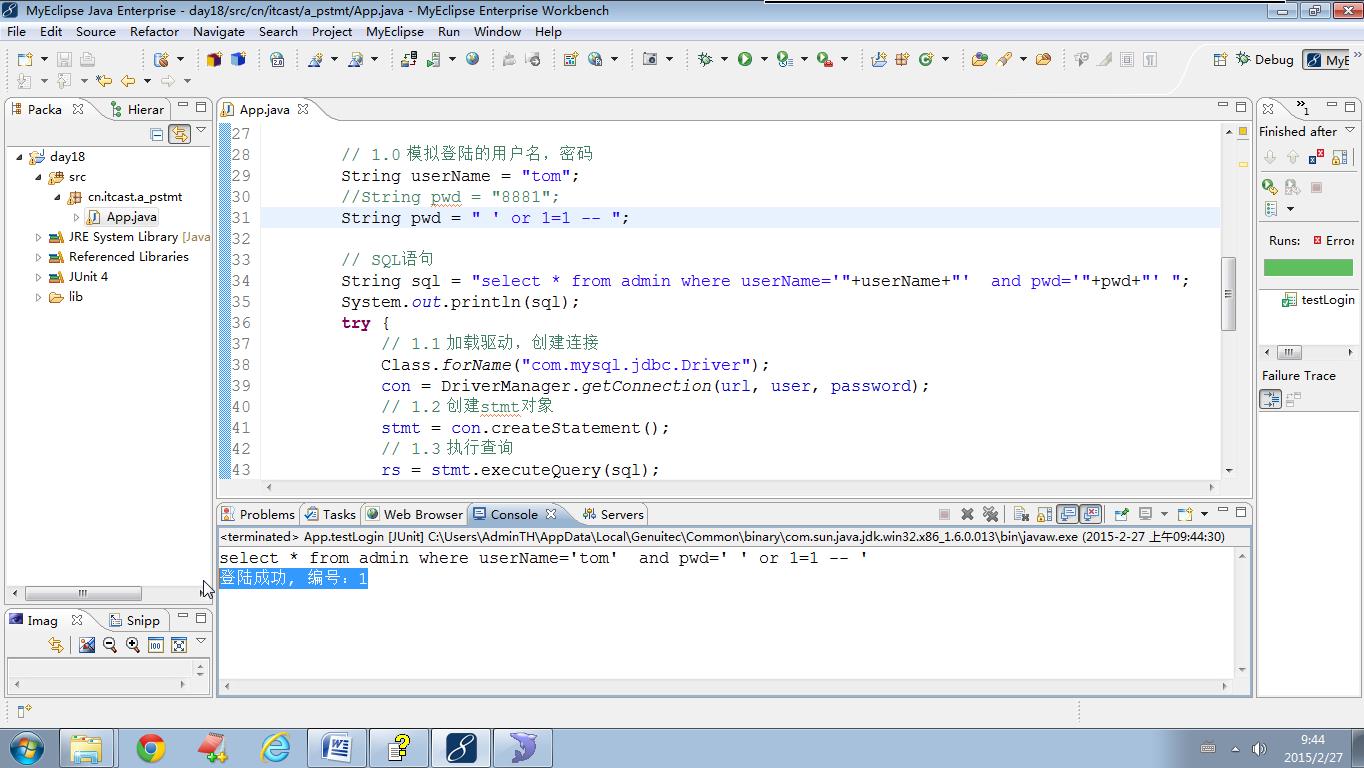 MyEclipse Java Enterprise - day18/src/cn/itcast/a_pstmt/App.java - MyEclipse Enterprise Workbench
File Edit Source Refactor Navigate Search Project MyEclipse Run Window Help
Debug MyE
Packa Hierar
App.java
1
day18
src
cn.itcast.a_pstmt
App.java
JRE System Library [Java
Referenced Libraries
JUnit 4
lib
27
28 // 1.0 模拟登陆的用户名，密码
29 String userName = "tom";
30 //String pwd = "8881";
31 String pwd = " ' or 1=1 -- ";
32
33 // SQL语句
34 String sql = "select * from admin where userName='"+userName+"'  and pwd='"+pwd+"' ";
35 System.out.println(sql);
36 try {
37 // 1.1 加载驱动，创建连接
38 Class.forName("com.mysql.jdbc.Driver");
39 con = DriverManager.getConnection(url, user, password);
40 // 1.2 创建stmt对象
41 stmt = con.createStatement();
42 // 1.3 执行查询
43 rs = stmt.executeQuery(sql);
Finished after
Runs: Error
testLogin
Failure Trace
Problems Tasks Web Browser Console Servers
<terminated> App.testLogin [JUnit] C:\Users\AdminTH\AppData\Local\Genuitec\Common\binary\com.sun.java.jdk.win32.x86_1.6.0.013\bin\javaw.exe (2015-2-27 上午09:44:30)
select * from admin where userName='tom'  and pwd=' ' or 1=1 -- '
登陆成功, 编号：1
Imag Snipp
9:44
2015/2/27